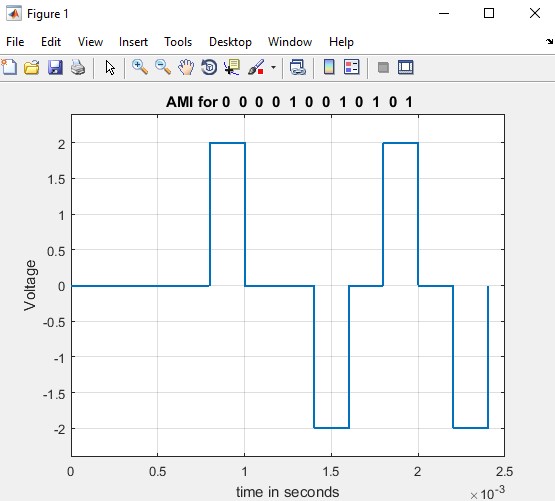 Figure 1
File Edit View Insert Tools Desktop Window Help
AMI for 0 0 0 0 1 0 0 1 0 1 0 1
2
1.5
1
0.5
0
-0.5
-1
-1.5
-2
Voltage
0 0.5 1 1.5 2 2.5
×10⁻³
time in seconds